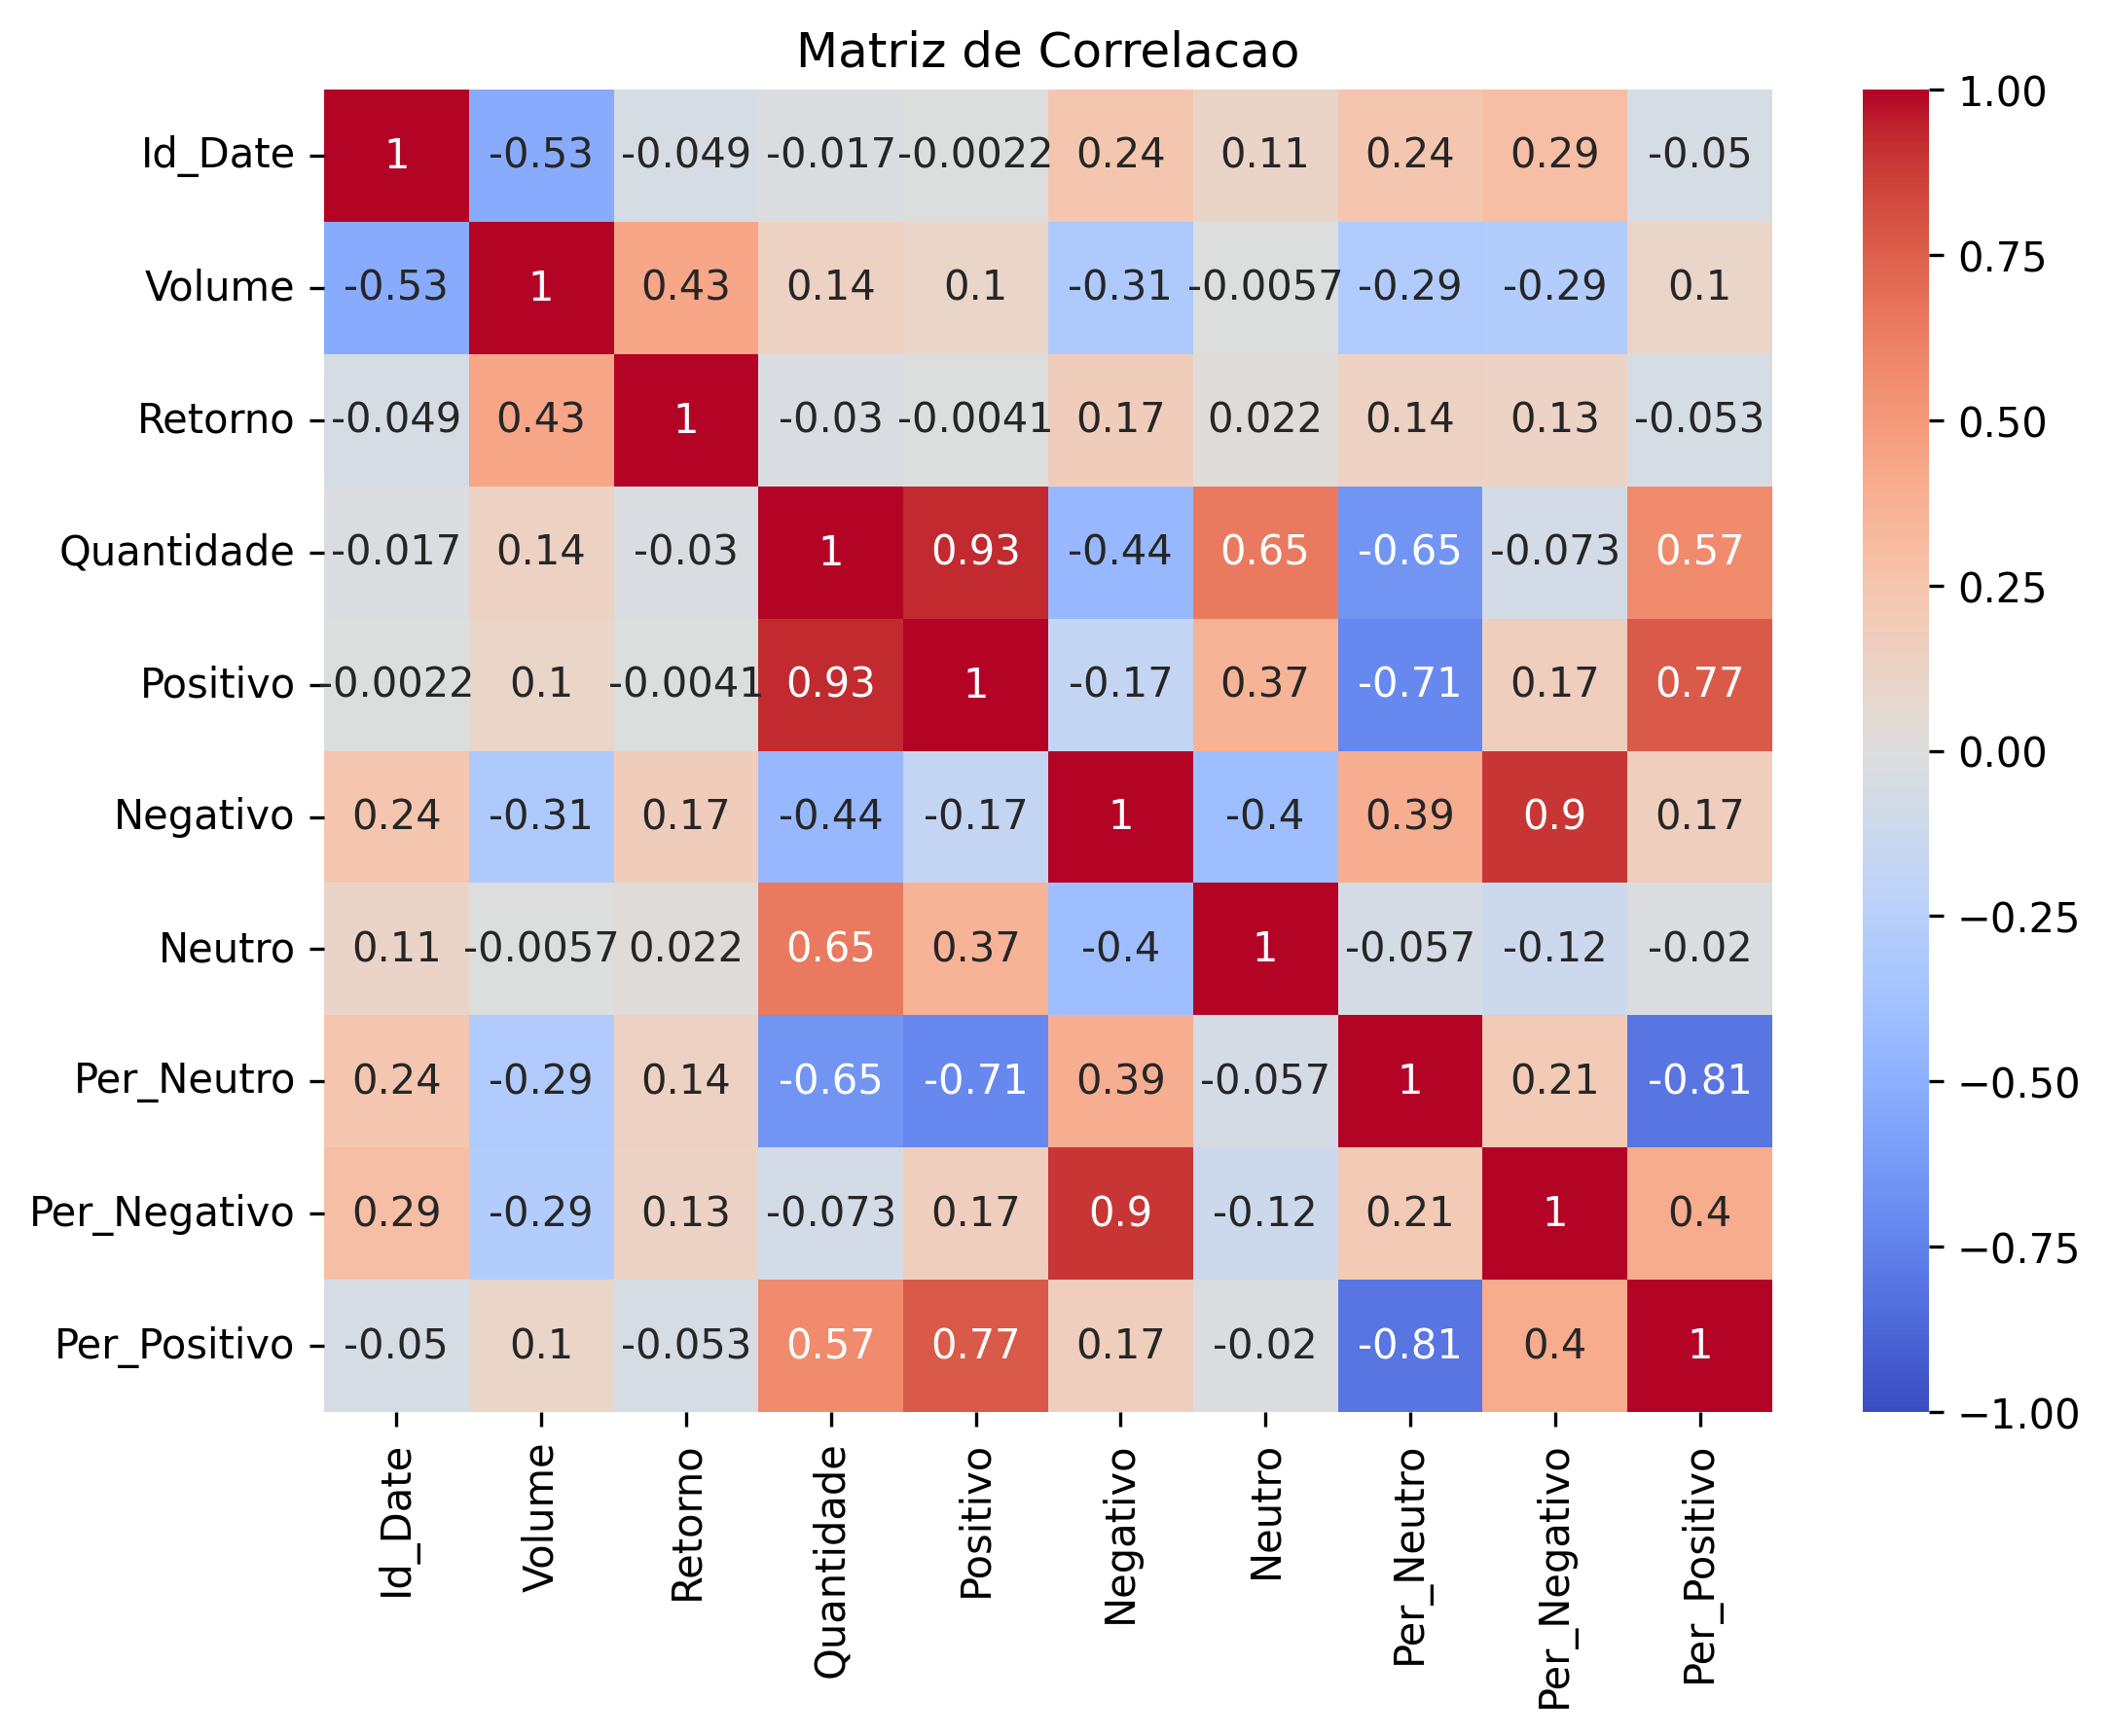 Matriz de Correlacao
Id_Date 1 -0.53 -0.049 -0.017 -0.0022 0.24 0.11 0.24 0.29 -0.05
Volume -0.53 1 0.43 0.14 0.1 -0.31 -0.0057 -0.29 -0.29 0.1
Retorno -0.049 0.43 1 -0.03 -0.0041 0.17 0.022 0.14 0.13 -0.053
Quantidade -0.017 0.14 -0.03 1 0.93 -0.44 0.65 -0.65 -0.073 0.57
Positivo -0.0022 0.1 -0.0041 0.93 1 -0.17 0.37 -0.71 0.17 0.77
Negativo 0.24 -0.31 0.17 -0.44 -0.17 1 -0.4 0.39 0.9 0.17
Neutro 0.11 -0.0057 0.022 0.65 0.37 -0.4 1 -0.057 -0.12 -0.02
Per_Neutro 0.24 -0.29 0.14 -0.65 -0.71 0.39 -0.057 1 0.21 -0.81
Per_Negativo 0.29 -0.29 0.13 -0.073 0.17 0.9 -0.12 0.21 1 0.4
Per_Positivo -0.05 0.1 -0.053 0.57 0.77 0.17 -0.02 -0.81 0.4 1
Id_Date Volume Retorno Quantidade Positivo Negativo Neutro Per_Neutro Per_Negativo Per_Positivo
1.00
0.75
0.50
0.25
0.00
−0.25
−0.50
−0.75
−1.00